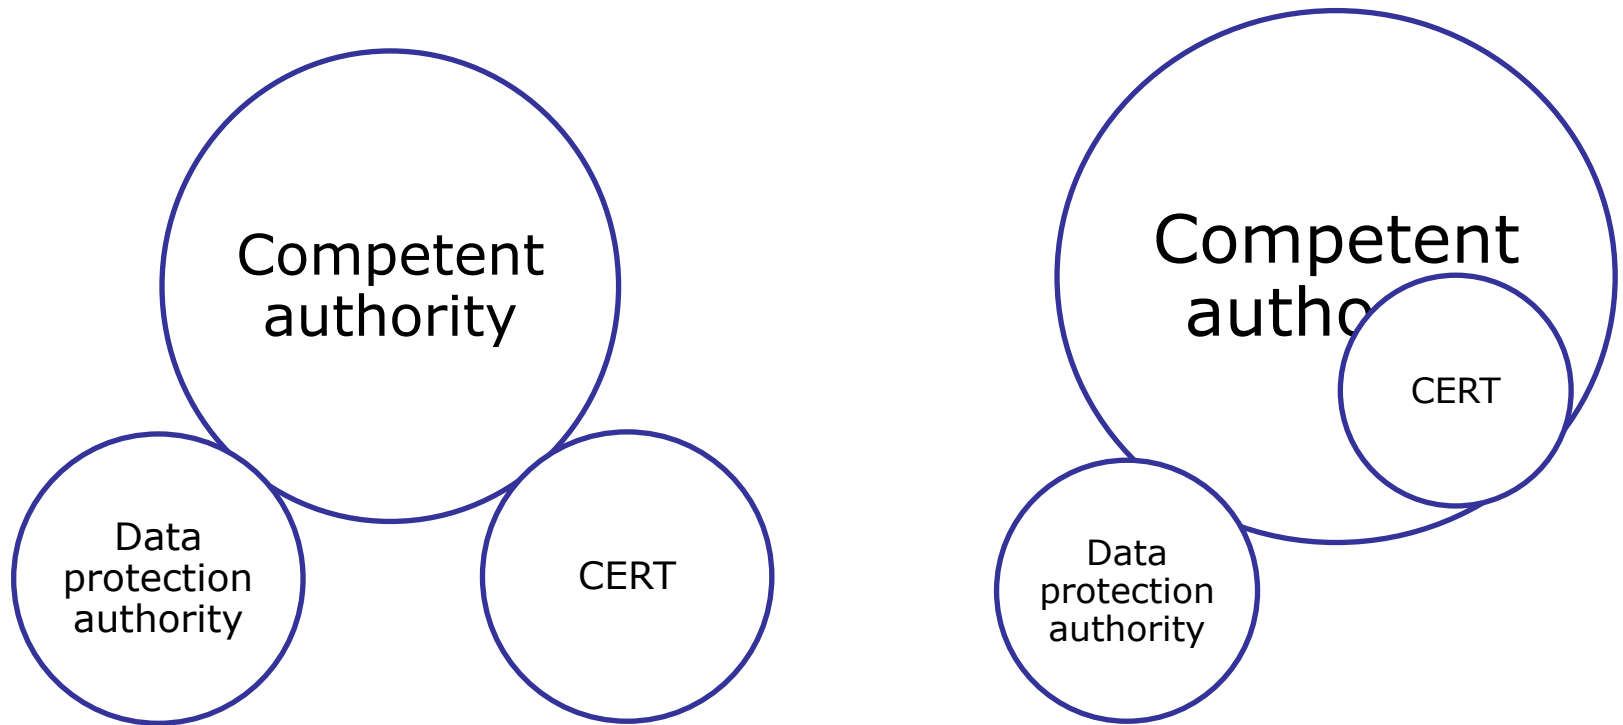 Competent
authority
Data
protection
authority
CERT
Competent
autho
CERT
Data
protection
authority